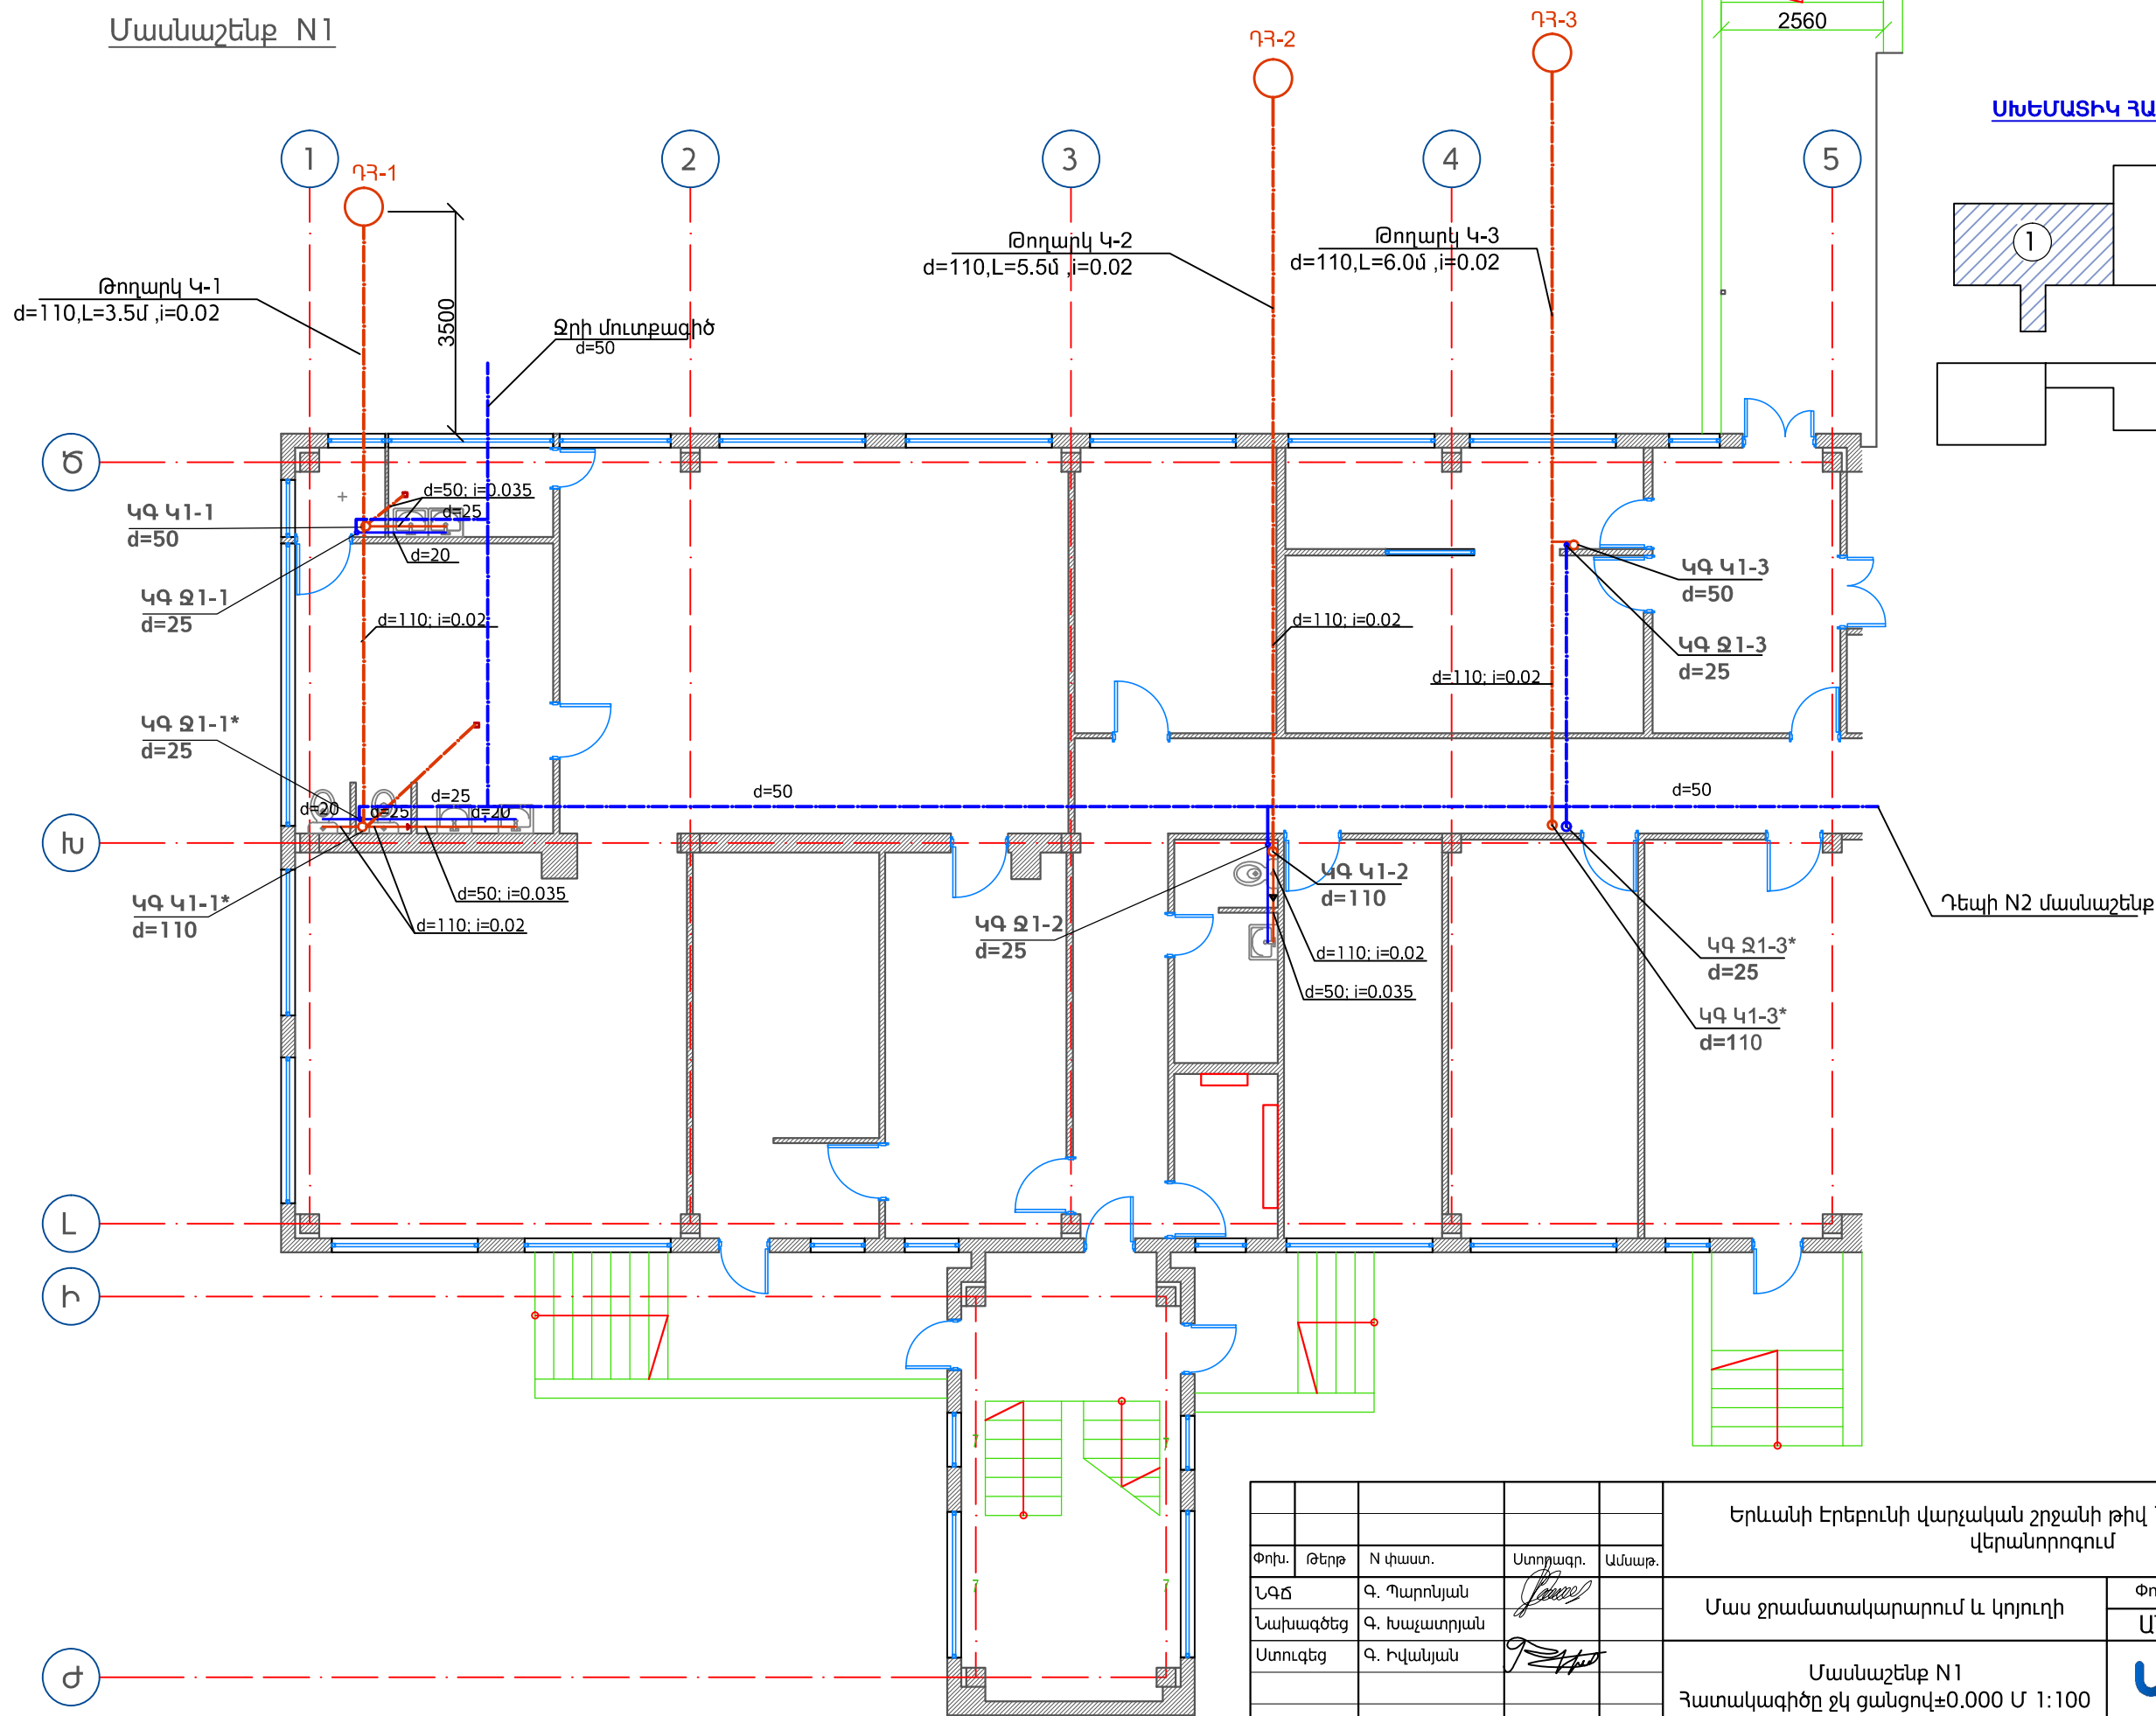 Մասնաշենք N1
ԴՀ-1
ԴՀ-2
ԴՀ-3
2560
1
2
3
4
5
Թողարկ Կ-1
d=110,L=3.5մ ,i=0.02
3500
Ջրի մուտքագիծ
d=50
Թողարկ Կ-2
d=110,L=5.5մ ,i=0.02
Թողարկ Կ-3
d=110,L=6.0մ ,i=0.02
ՍԽԵՄԱՏԻԿ ՀԱ
1
Ծ
ԿԳ Կ1-1
d=50
d=50; i=0.035
d=25
d=20
ԿԳ Ջ1-1
d=25
d=110; i=0.02
d=110; i=0.02
d=110; i=0.02
ԿԳ Կ1-3
d=50
ԿԳ Ջ1-3
d=25
ԿԳ Ջ1-1*
d=25
d=20
d=25
d=25
d=20
d=50
d=50
Խ
ԿԳ Կ1-1*
d=110
d=50; i=0.035
d=110; i=0.02
ԿԳ Կ1-2
d=110
ԿԳ Ջ1-2
d=25
d=110; i=0.02
d=50; i=0.035
Դեպի N2 մասնաշենք
ԿԳ Ջ1-3*
d=25
ԿԳ Կ1-3*
d=110
Լ
Ի
Ժ
7
7
7
7
Երևանի Էրեբունի վարչական շրջանի թիվ
վերանորոգում
Փոխ. Թերթ N փաստ. Ստորագր. Ամսաթ.
ՆԳՃ Գ. Պարոնյան
Նախագծեց Գ. Խաչատրյան
Ստուգեց Գ. Իվանյան
Մաս ջրամատակարարում և կոյուղի
Մասնաշենք N1
Հատակագիծը ջկ ցանցով±0.000 Մ 1:100